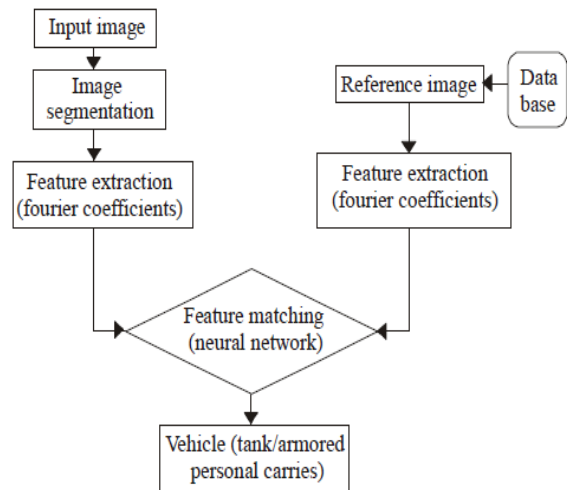 Input image
Image
segmentation
Feature extraction
(fourier coefficients)
Reference image
Data
base
Feature extraction
(fourier coefficients)
Feature matching
(neural network)
Vehicle (tank/armored
personal carries)